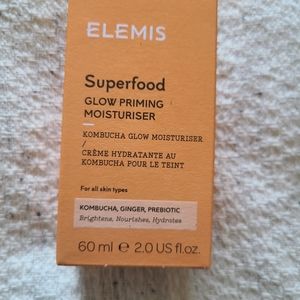 ELEMIS
Superfood
GLOW PRIMING
MOISTURISER
KOMBUCHA GLOW MOISTURISER
/
CRÈME HYDRATANTE AU
KOMBUCHA POUR LE TEINT
For all skin types
KOMBUCHA, GINGER, PREBIOTIC
Brightens, Nourishes, Hydrates
60 ml ℮ 2.0 US fl.oz.